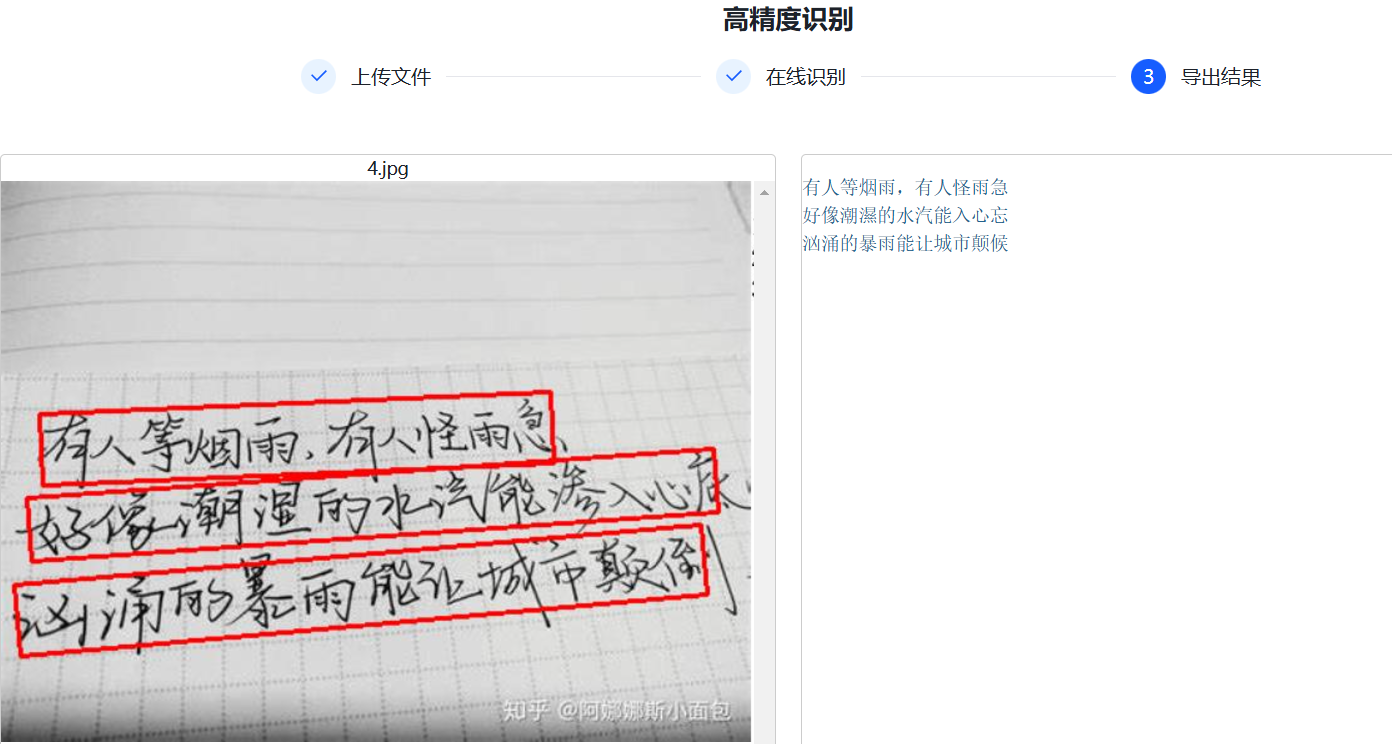 高精度识别
上传文件
在线识别
3 导出结果
4.jpg
有人等烟雨,有人怪雨急、
好像潮湿的水汽能渗入心底
汹涌的暴雨能让城市颠倒
知乎 @阿娜娜斯小面包
有人等烟雨，有人怪雨急
好像潮濕的水汽能入心忘
汹涌的暴雨能让城市颠候